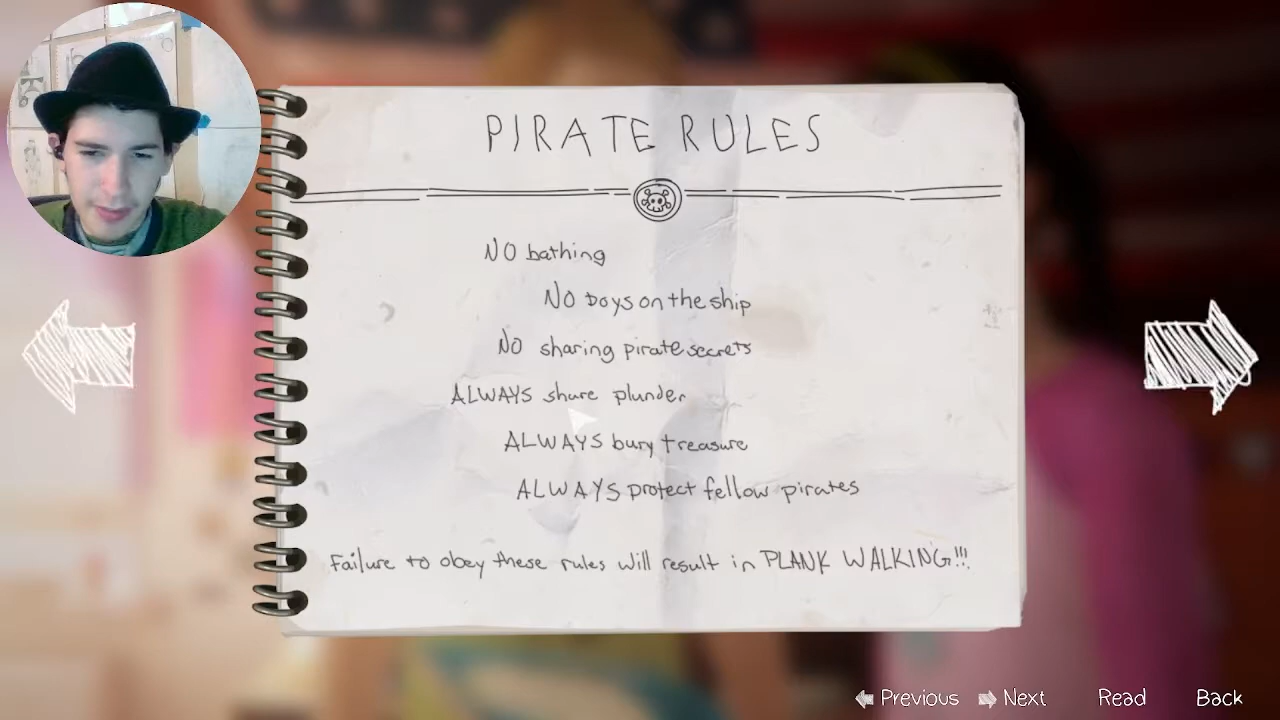 PIRATE RULES
NO bathing
NO boys on the ship
NO sharing pirate secrets
ALWAYS share plunder
ALWAYS bury treasure
ALWAYS protect fellow pirates
Failure to obey these rules will result in PLANK WALKING!!!
Previous Next Read Back